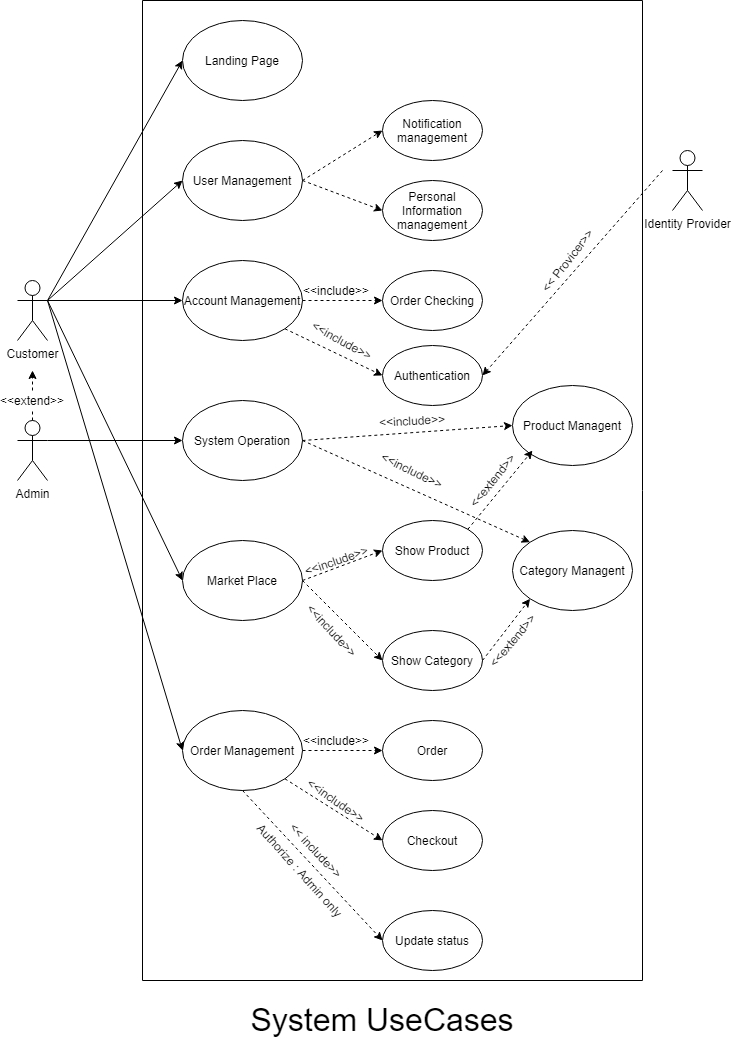 Landing Page
Notification
management
User Management
Personal
Information
management
Identity Provider
<< Provicer>>
Account Management
<<include>>
Order Checking
<<include>>
Authentication
Customer
<<extend>>
Admin
System Operation
<<include>>
Product Managent
<<include>>
<<extend>>
Market Place
<<include>>
Show Product
Category Managent
<<include>>
Show Category
<<extend>>
Order Management
<<include>>
Order
<<include>>
Checkout
<< include>>
Authorize : Admin only
Update status
System UseCases